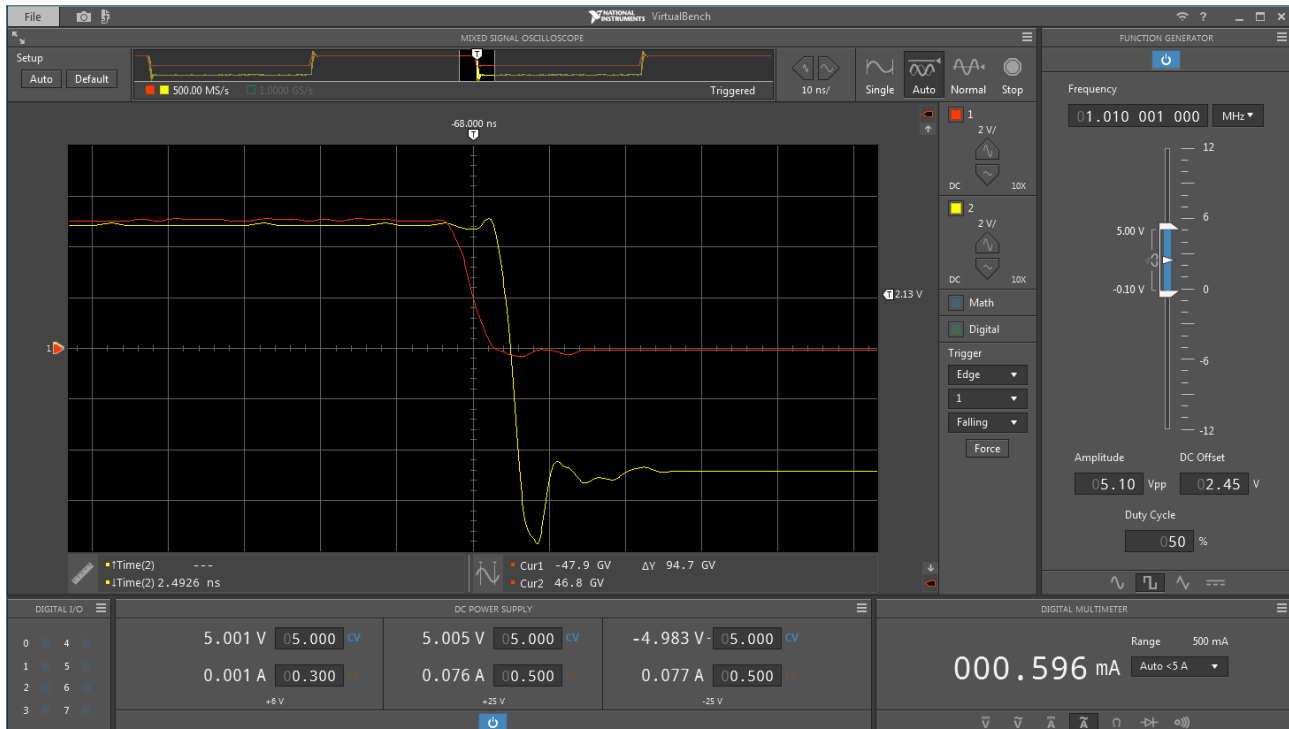 File
NATIONAL INSTRUMENTS VirtualBench
?
MIXED SIGNAL OSCILLOSCOPE
Setup
Auto Default
T
500.00 MS/s 1.0000 GS/s Triggered
10 ns/
Single Auto Normal Stop
-68.000 ns
T
1
T 2.13 V
1
2 V/
DC 10X
2
2 V/
DC 10X
Math
Digital
Trigger
Edge
1
Falling
Force
↑Time(2) ---
↓Time(2) 2.4926 ns
Cur1 -47.9 GV ΔY 94.7 GV
Cur2 46.8 GV
FUNCTION GENERATOR
Frequency
01.010 001 000 MHz
12
6
5.00 V
-0.10 V
0
-6
-12
Amplitude DC Offset
05.10 Vpp 02.45 V
Duty Cycle
050 %
DIGITAL I/O
0 4
1 5
2 6
3 7
DC POWER SUPPLY
5.001 V 05.000 CV
0.001 A 00.300 CC
+6 V
5.005 V 05.000 CV
0.076 A 00.500 CC
+25 V
-4.983 V - 05.000 CV
0.077 A 00.500 CC
-25 V
DIGITAL MULTIMETER
000.596 mA
Range 500 mA
Auto <5 A
V V A A Ω